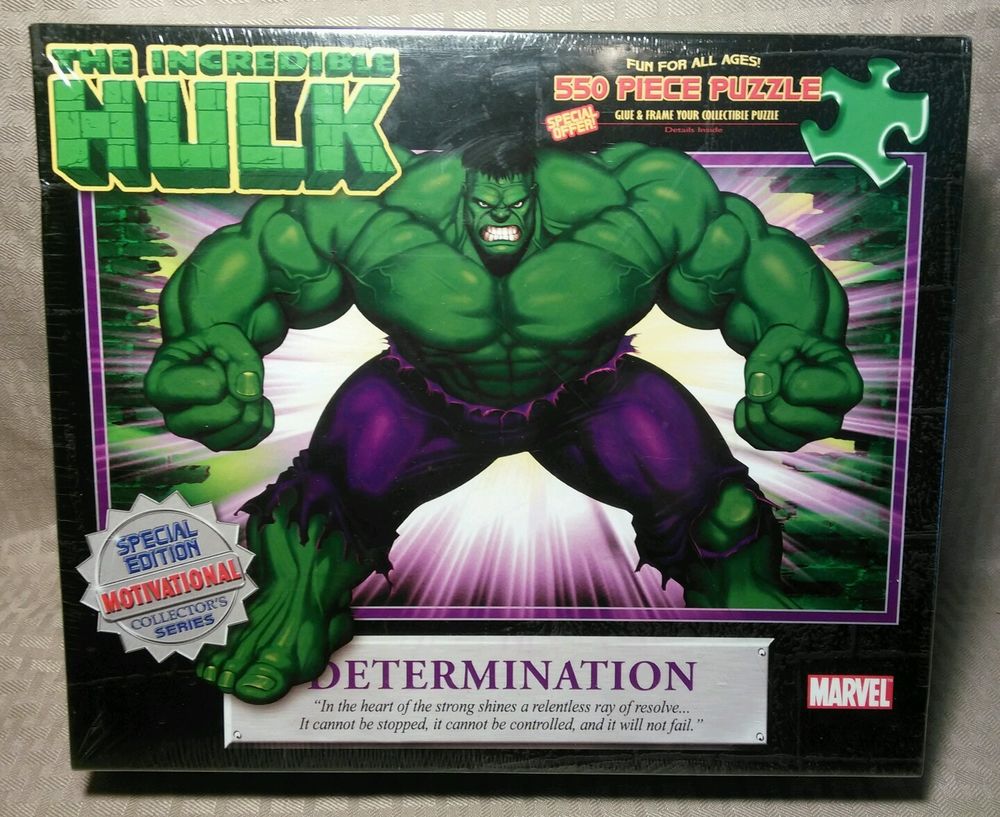 THE INCREDIBLE
HULK
FUN FOR ALL AGES!
550 PIECE PUZZLE
SPECIAL
OFFER!
GLUE & FRAME YOUR COLLECTIBLE PUZZLE
Details Inside
SPECIAL
EDITION
MOTIVATIONAL
COLLECTOR'S
SERIES
DETERMINATION
"In the heart of the strong shines a relentless ray of resolve...
It cannot be stopped, it cannot be controlled, and it will not fail."
MARVEL